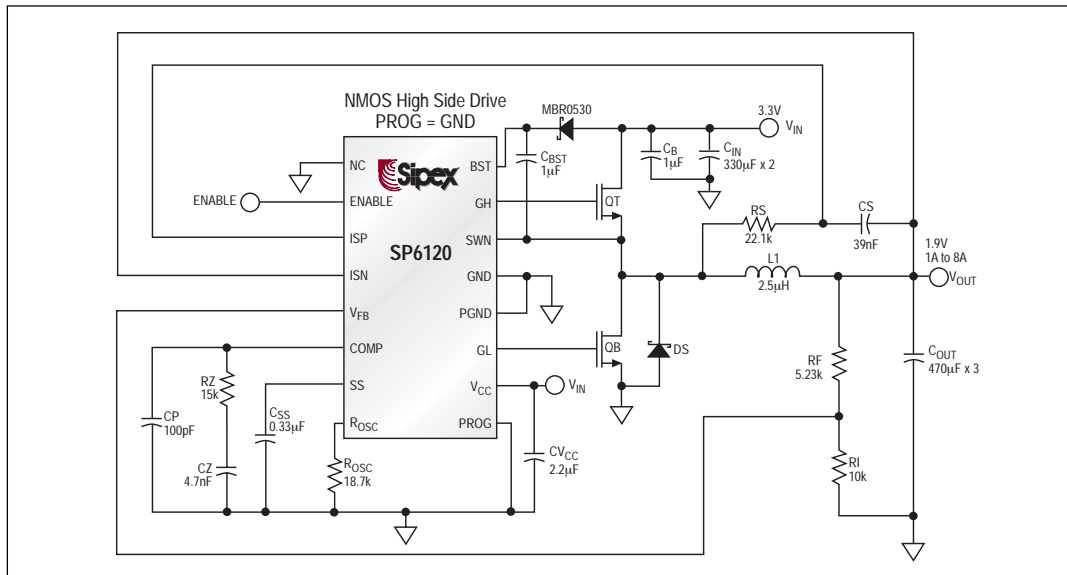 NMOS High Side Drive
PROG = GND
Sipex
SP6120
NC
ENABLE
ISP
ISN
VFB
COMP
SS
ROSC
BST
GH
SWN
GND
PGND
GL
VCC
PROG
ENABLE
MBR0530
CBST
1µF
3.3V
VIN
CB
1µF
CIN
330µF x 2
QT
RS
22.1k
CS
39nF
L1
2.5µH
1.9V
1A to 8A
VOUT
QB
DS
RF
5.23k
COUT
470µF x 3
RI
10k
VIN
CVCC
2.2µF
RZ
15k
CP
100pF
CZ
4.7nF
CSS
0.33µF
ROSC
18.7k